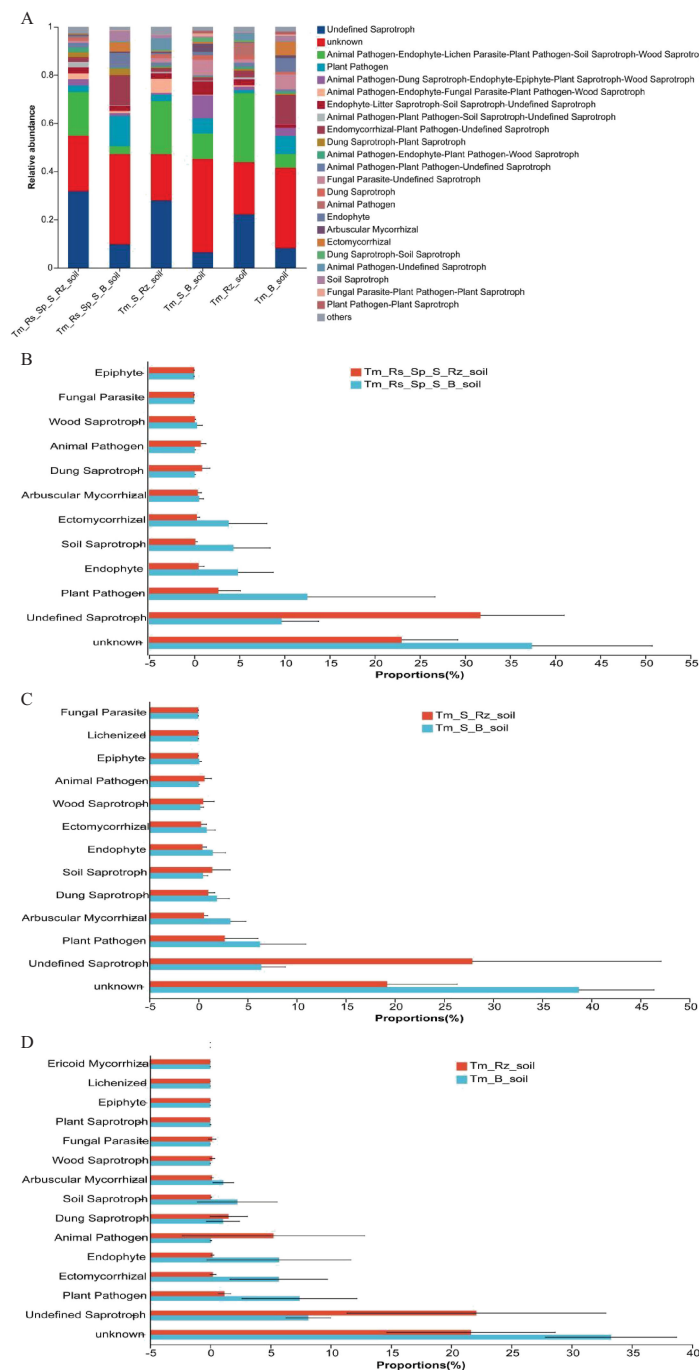 A
1
0.8
0.6
0.4
0.2
0
Relative abundance
Tm_Rs_Sp_S_Rz_soil
Tm_Rs_Sp_S_B_soil
Tm_S_Rz_soil
Tm_S_B_soil
Tm_Rz_soil
Tm_B_soil
Undefined Saprotroph
unknown
Animal Pathogen-Endophyte-Lichen Parasite-Plant Pathogen-Soil Saprotroph-Wood Saprotro
Plant Pathogen
Animal Pathogen-Dung Saprotroph-Endophyte-Epiphyte-Plant Saprotroph-Wood Saprotroph
Animal Pathogen-Endophyte-Fungal Parasite-Plant Pathogen-Wood Saprotroph
Endophyte-Litter Saprotroph-Soil Saprotroph-Undefined Saprotroph
Animal Pathogen-Plant Pathogen-Soil Saprotroph-Undefined Saprotroph
Endomycorrhizal-Plant Pathogen-Undefined Saprotroph
Dung Saprotroph-Plant Saprotroph
Animal Pathogen-Endophyte-Plant Pathogen-Wood Saprotroph
Animal Pathogen-Plant Pathogen-Undefined Saprotroph
Fungal Parasite-Undefined Saprotroph
Dung Saprotroph
Animal Pathogen
Endophyte
Arbuscular Mycorrhizal
Ectomycorrhizal
Dung Saprotroph-Soil Saprotroph
Animal Pathogen-Undefined Saprotroph
Soil Saprotroph
Fungal Parasite-Plant Pathogen-Plant Saprotroph
Plant Pathogen-Plant Saprotroph
others
B
Tm_Rs_Sp_S_Rz_soil
Tm_Rs_Sp_S_B_soil
Epiphyte
Fungal Parasite
Wood Saprotroph
Animal Pathogen
Dung Saprotroph
Arbuscular Mycorrhizal
Ectomycorrhizal
Soil Saprotroph
Endophyte
Plant Pathogen
Undefined Saprotroph
unknown
-5 0 5 10 15 20 25 30 35 40 45 50 55
Proportions(%)
C
Tm_S_Rz_soil
Tm_S_B_soil
Fungal Parasite
Lichenized
Epiphyte
Animal Pathogen
Wood Saprotroph
Ectomycorrhizal
Endophyte
Soil Saprotroph
Dung Saprotroph
Arbuscular Mycorrhizal
Plant Pathogen
Undefined Saprotroph
unknown
-5 0 5 10 15 20 25 30 35 40 45 50
Proportions(%)
D
:
Tm_Rz_soil
Tm_B_soil
Ericoid Mycorrhiza
Lichenized
Epiphyte
Plant Saprotroph
Fungal Parasite
Wood Saprotroph
Arbuscular Mycorrhizal
Soil Saprotroph
Dung Saprotroph
Animal Pathogen
Endophyte
Ectomycorrhizal
Plant Pathogen
Undefined Saprotroph
unknown
-5 0 5 10 15 20 25 30 35 40
Proportions(%)